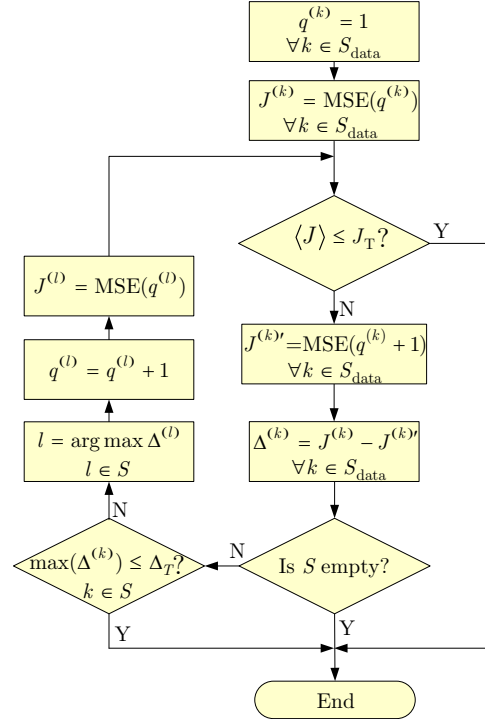 q⁽ᵏ⁾ = 1
∀k ∈ S_data
J⁽ᵏ⁾ = MSE(q⁽ᵏ⁾)
∀k ∈ S_data
⟨J⟩ ≤ J_T?
Y
N
J⁽ᵏ⁾′=MSE(q⁽ᵏ⁾ + 1)
∀k ∈ S_data
Δ⁽ᵏ⁾ = J⁽ᵏ⁾ − J⁽ᵏ⁾′
∀k ∈ S_data
Is S empty?
N
Y
max(Δ⁽ᵏ⁾) ≤ Δ_T?
k ∈ S
N
Y
l = arg max Δ⁽ˡ⁾
l ∈ S
q⁽ˡ⁾ = q⁽ˡ⁾ + 1
J⁽ˡ⁾ = MSE(q⁽ˡ⁾)
End